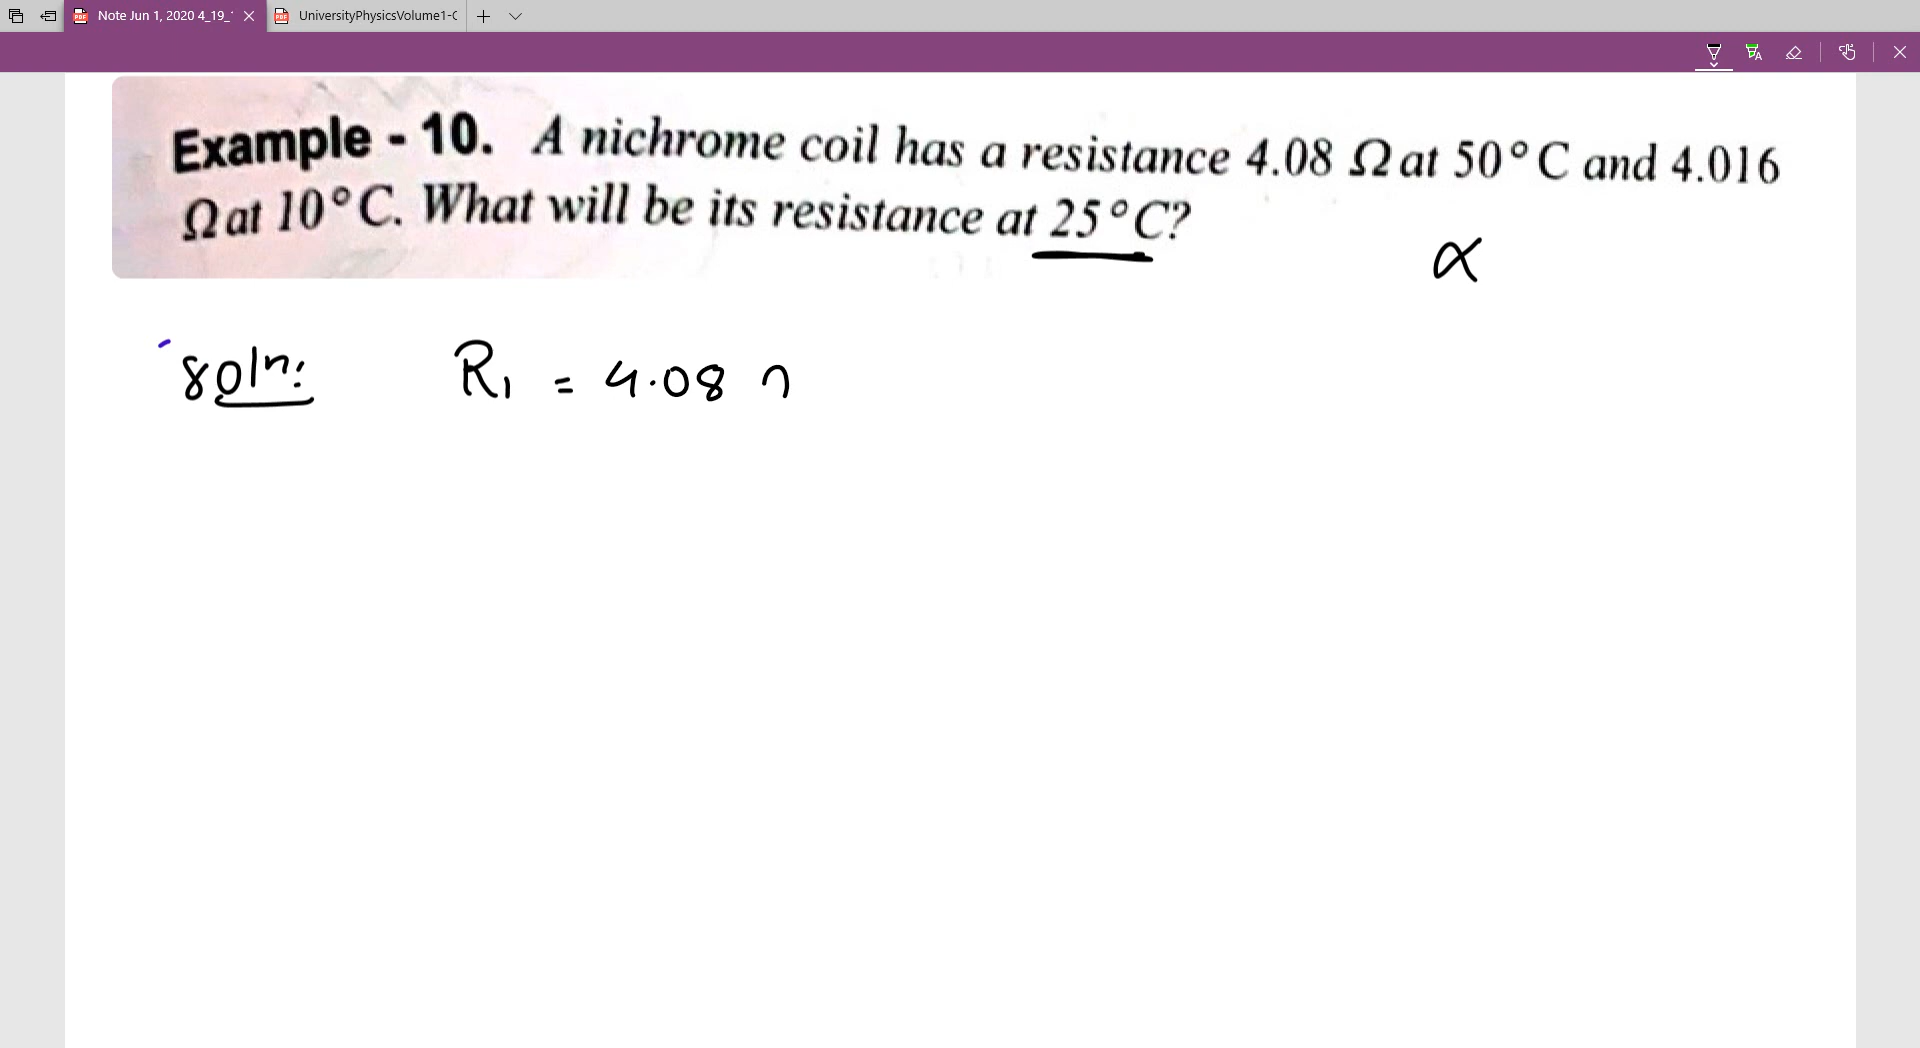 Note Jun 1, 2020 4_19_
UniversityPhysicsVolume1-
Example - 10. A nichrome coil has a resistance 4.08 Ω at 50°C and 4.016
Ω at 10°C. What will be its resistance at 25°C?
α
soln:
R₁ = 4.08 Ω